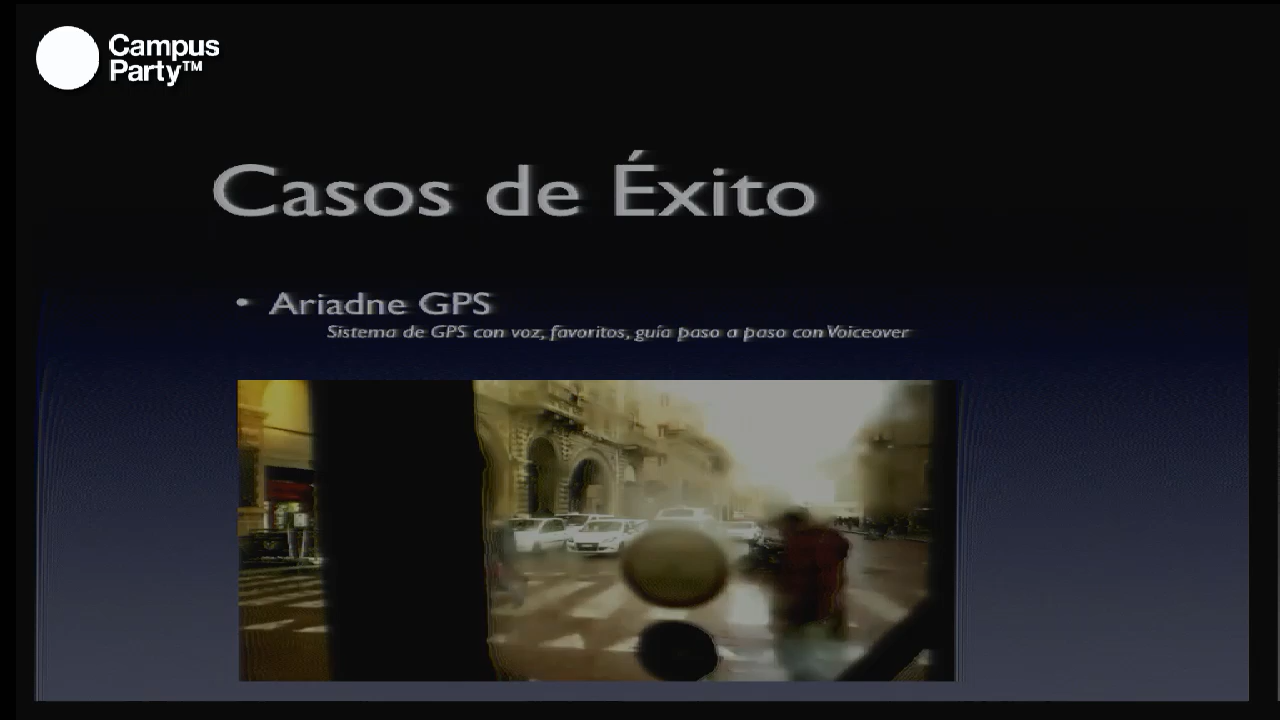 Campus
Party™
Casos de Éxito
• Ariadne GPS
Sistema de GPS con voz, favoritos, guía paso a paso con Voiceover